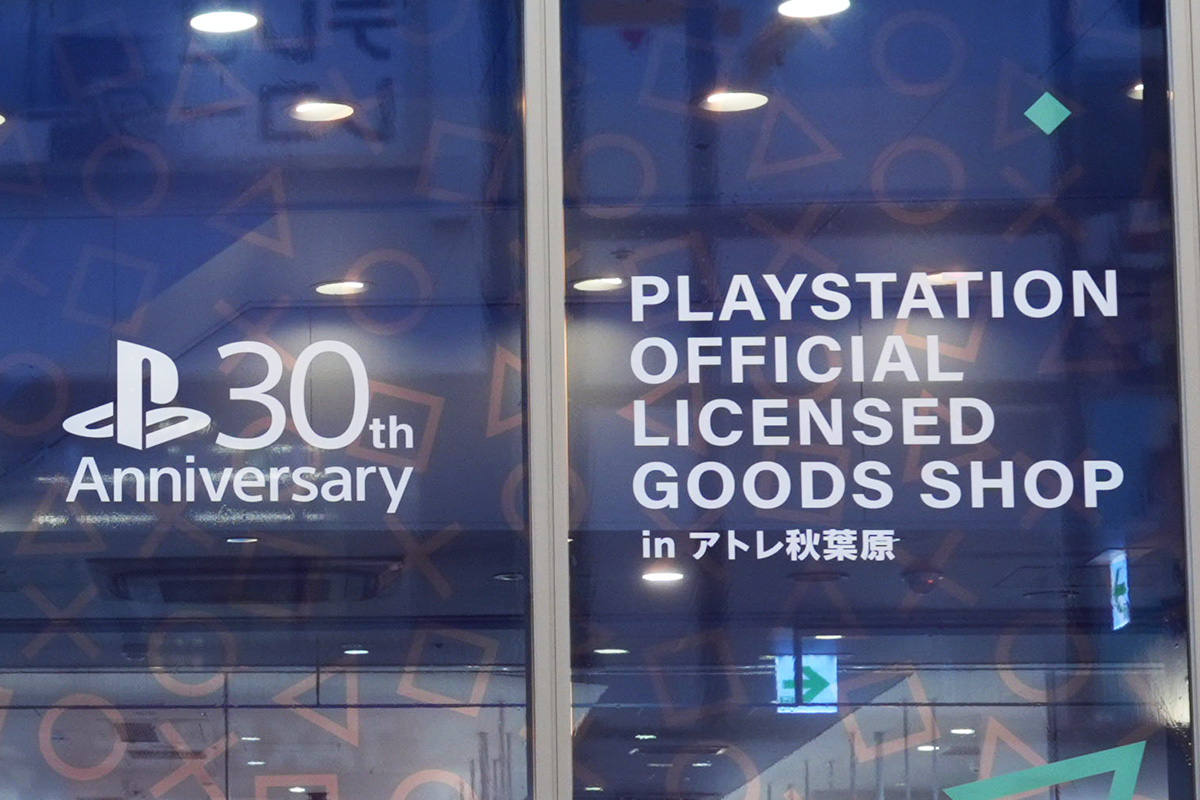 30th
Anniversary
PLAYSTATION
OFFICIAL
LICENSED
GOODS SHOP
in アトレ秋葉原